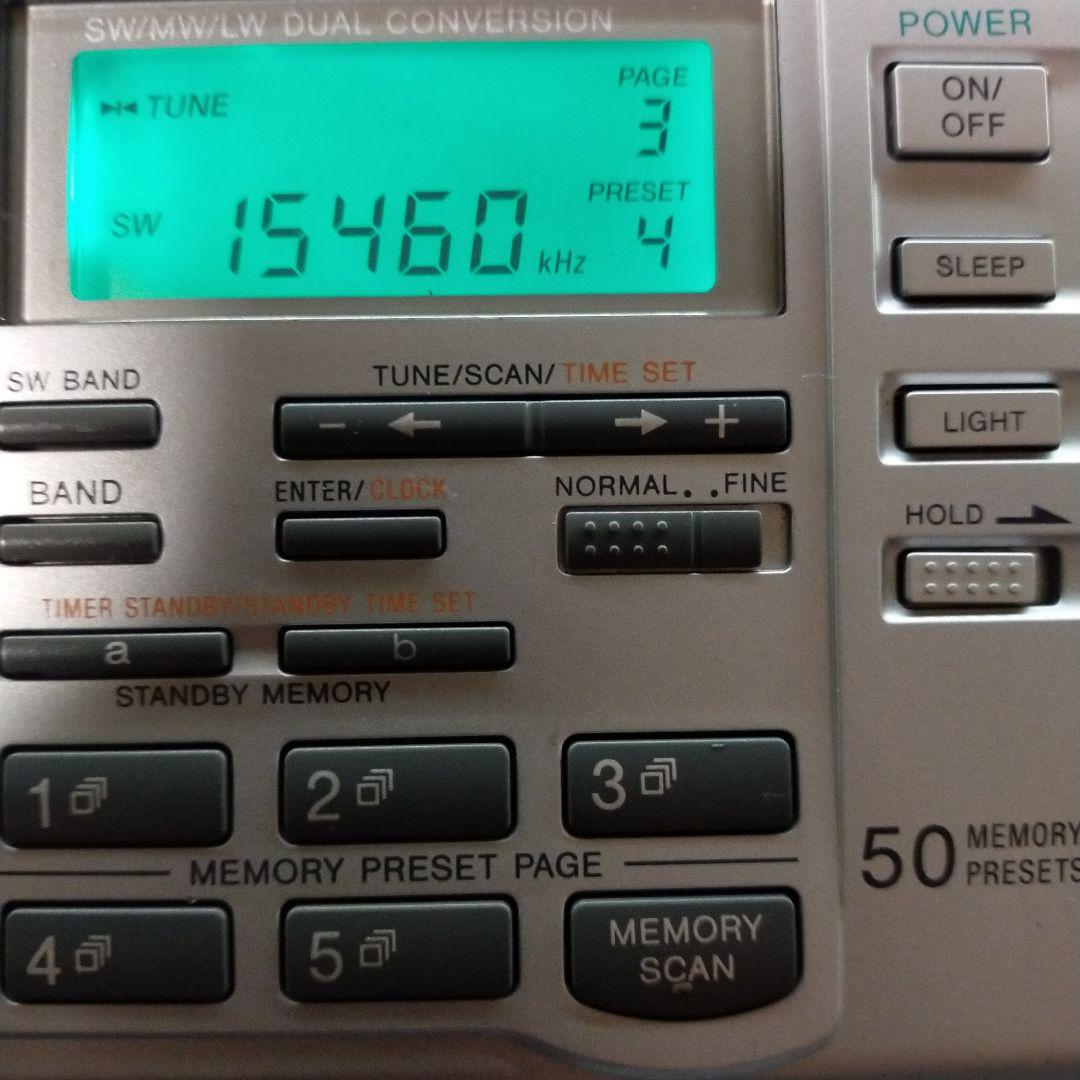 SW/MW/LW DUAL CONVERSION
TUNE
PAGE
3
SW 15460 kHz
PRESET
4
POWER
ON/
OFF
SLEEP
LIGHT
HOLD
SW BAND
TUNE/SCAN/TIME SET
- ← → +
BAND
ENTER/CLOCK
NORMAL..FINE
TIMER STANDBY/STANDBY TIME SET
a b
STANDBY MEMORY
1 2 3
MEMORY PRESET PAGE
4 5
MEMORY
SCAN
50 MEMORY
PRESETS